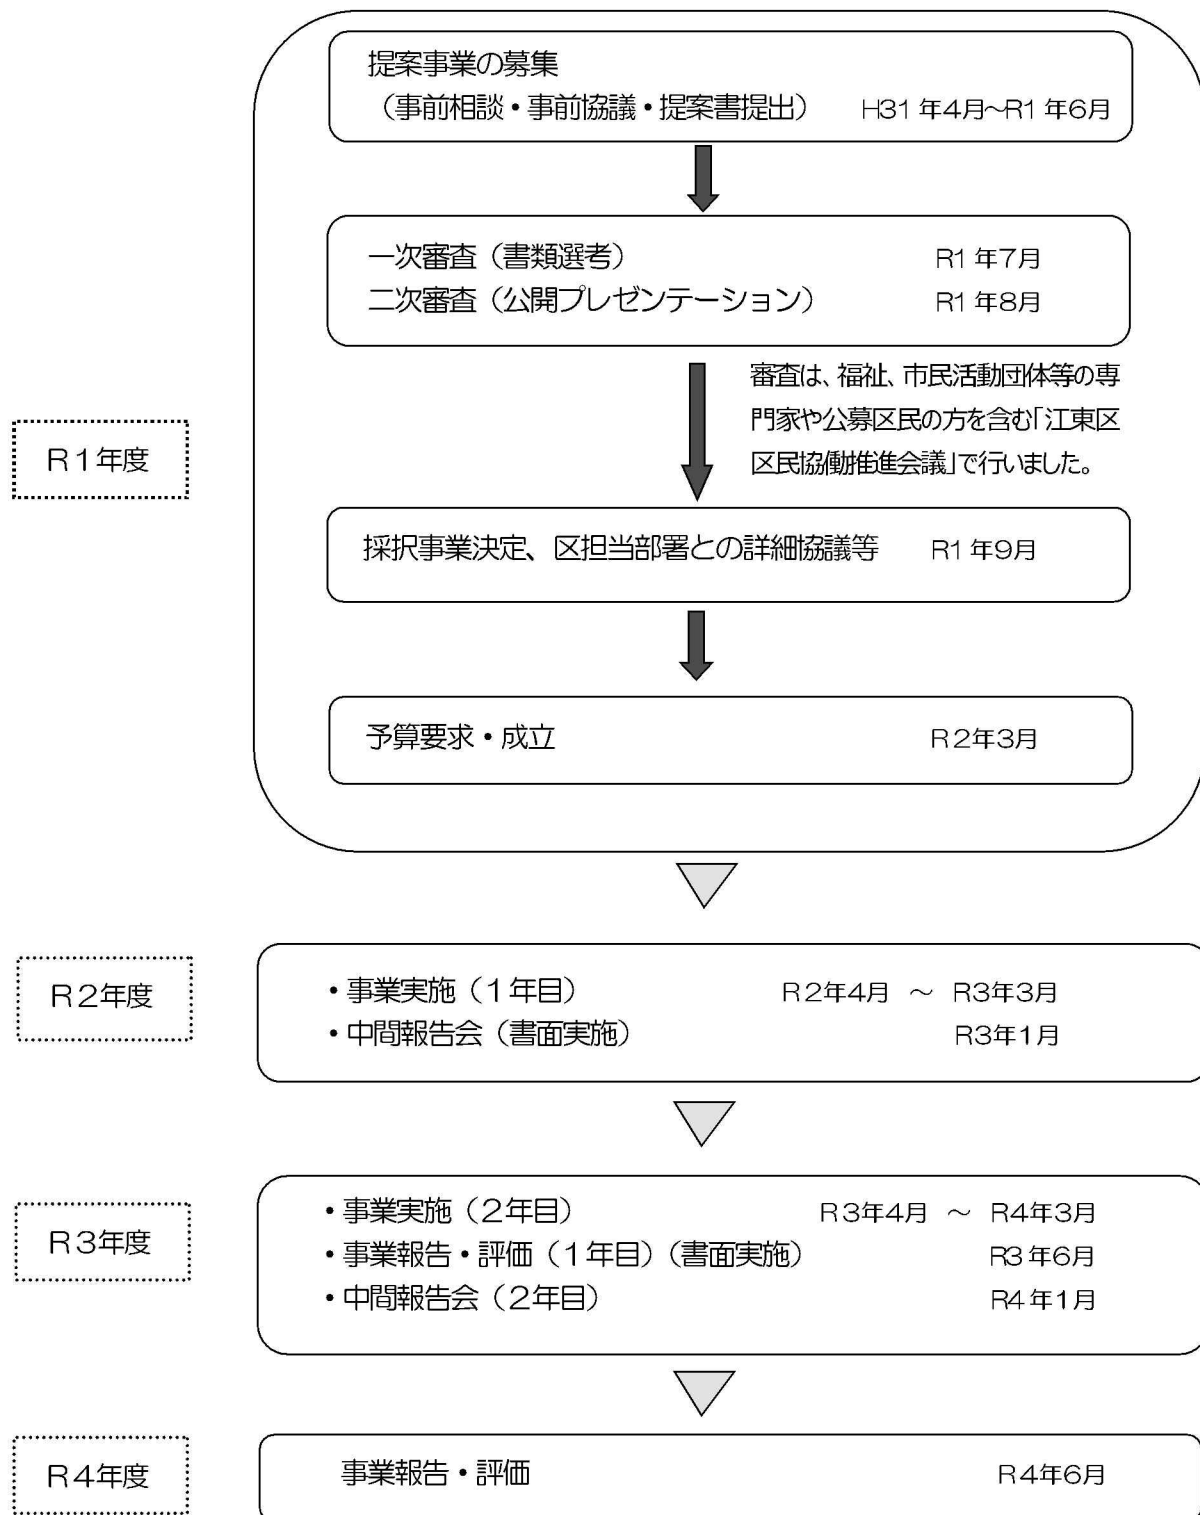 提案事業の募集
（事前相談・事前協議・提案書提出） H31年4月～R1年6月
一次審査（書類選考） R1年7月
二次審査（公開プレゼンテーション） R1年8月
審査は、福祉、市民活動団体等の専
門家や公募区民の方を含む「江東区
区民協働推進会議」で行いました。
R1年度
採択事業決定、区担当部署との詳細協議等 R1年9月
予算要求・成立 R2年3月
R2年度
・事業実施（1年目） R2年4月 ～ R3年3月
・中間報告会（書面実施） R3年1月
R3年度
・事業実施（2年目） R3年4月 ～ R4年3月
・事業報告・評価（1年目）（書面実施） R3年6月
・中間報告会（2年目） R4年1月
R4年度
事業報告・評価 R4年6月